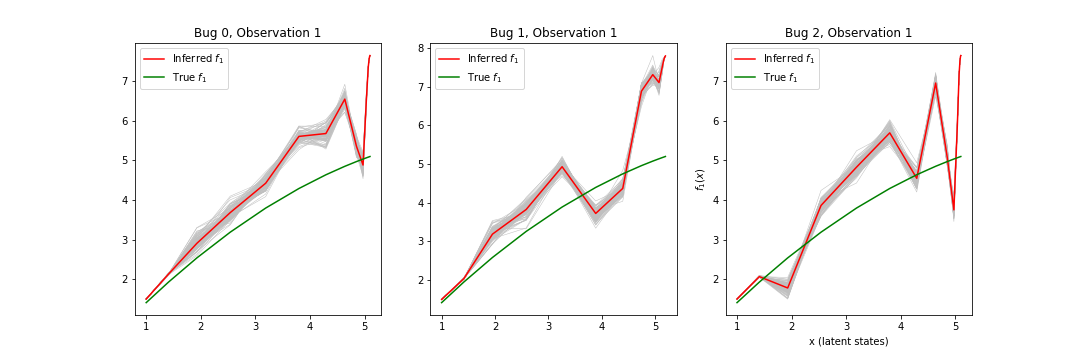 Bug 0, Observation 1
Inferred f₁
True f₁
7
6
5
4
3
2
1 2 3 4 5
Bug 1, Observation 1
Inferred f₁
True f₁
8
7
6
5
4
3
2
1 2 3 4 5
Bug 2, Observation 1
Inferred f₁
True f₁
f₁(x)
7
6
5
4
3
2
1 2 3 4 5
x (latent states)